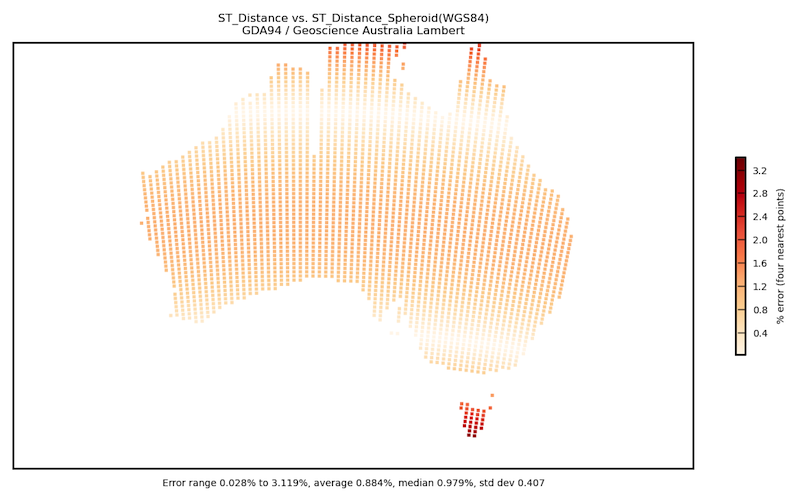 ST_Distance vs. ST_Distance_Spheroid(WGS84)
GDA94 / Geoscience Australia Lambert
3.2
2.8
2.4
2.0
1.6
1.2
0.8
0.4
% error (four nearest points)
Error range 0.028% to 3.119%, average 0.884%, median 0.979%, std dev 0.407